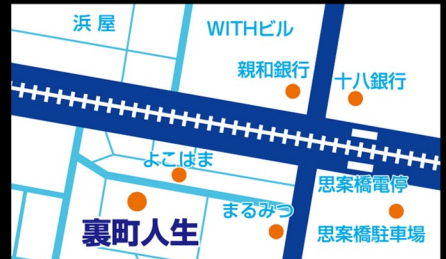 浜屋
WITHビル
親和銀行
十八銀行
よこはま
思案橋電停
まるみつ
裏町人生
思案橋駐車場